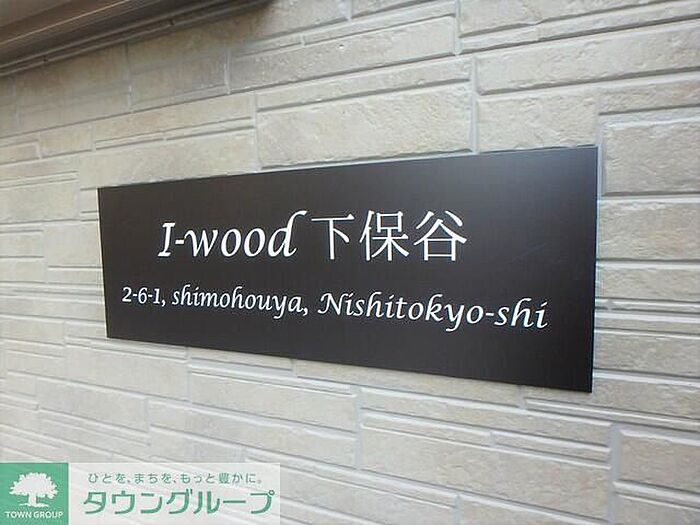 I-wood 下保谷
2-6-1, shimohouya, Nishitokyo-shi
ひとを、まちを、もっと豊かに。
タウングループ
TOWN GROUP